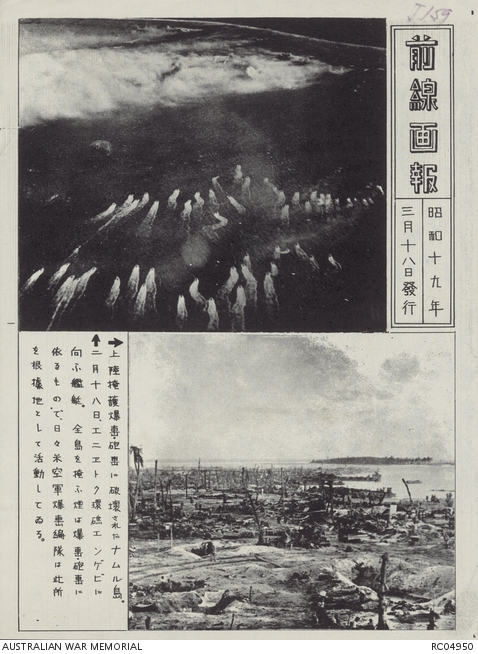 J159
前線画報
昭和十九年
三月十八日發行
上陸掩護爆撃・砲撃に破壊されたナムル島。
二月十八日、エニヱトク環礁エンゲビに
向ふ艦艇。 全島を掩ふ煙は爆撃・砲撃に
依るもので、日々米空軍爆撃編隊は此所
を根據地として活動してゐる。
AUSTRALIAN WAR MEMORIAL
RC04950